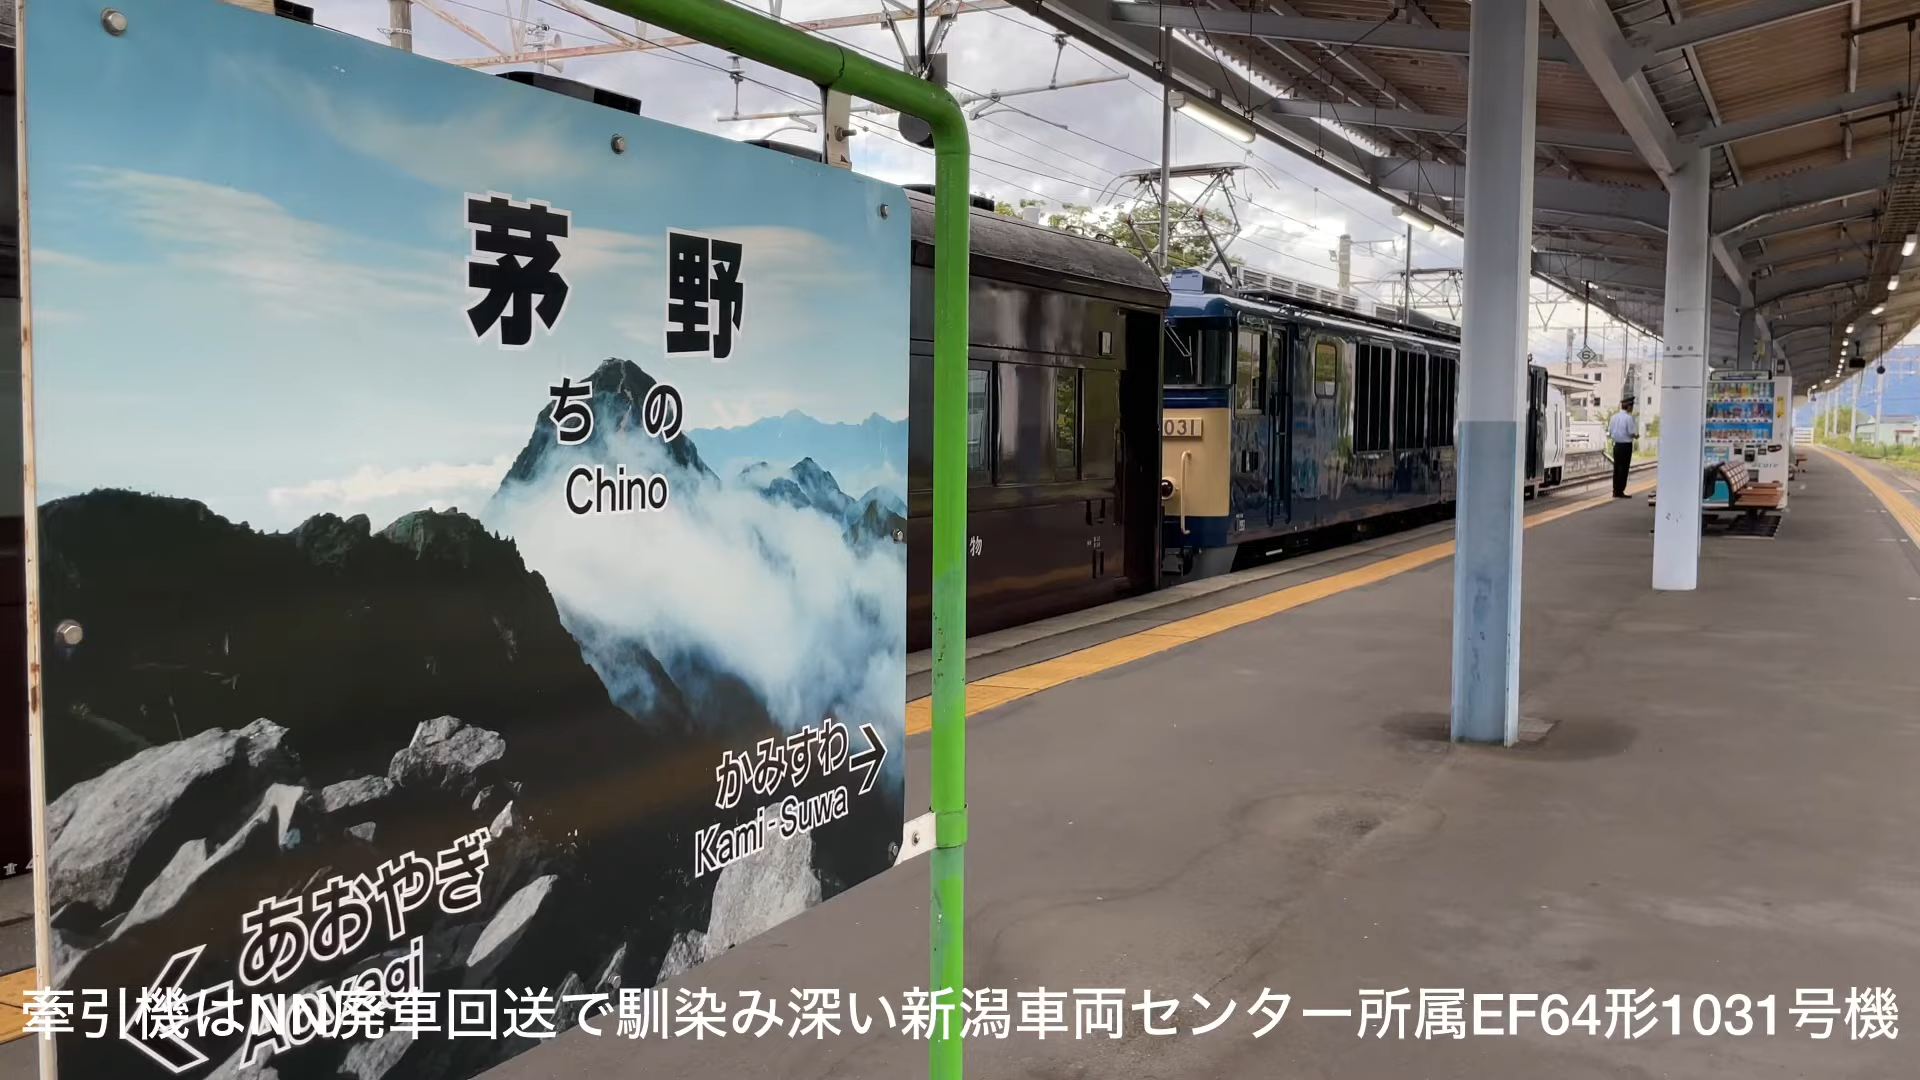 茅野
ちの
Chino
かみすわ
Kami-Suwa
あおやぎ
Aoyagi
031
物
牽引機はNN廃車回送で馴染み深い新潟車両センター所属EF64形1031号機